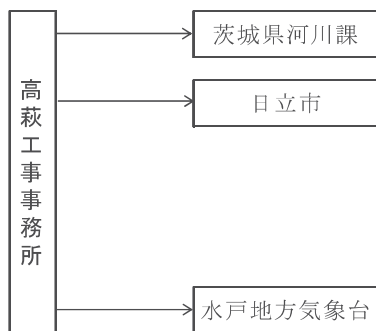 高萩工事事務所
茨城県河川課
日立市
水戸地方気象台